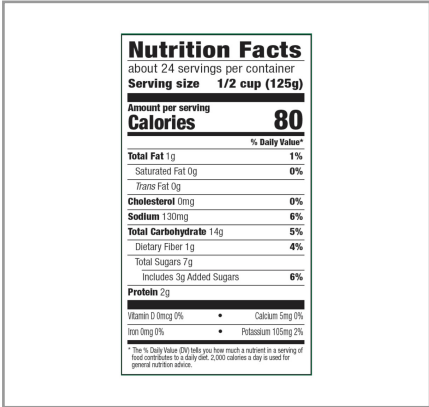 Nutrition Facts
about 24 servings per container
Serving size 1/2 cup (125g)
Amount per serving
Calories 80
% Daily Value*
Total Fat 1g 1%
Saturated Fat 0g 0%
Trans Fat 0g
Cholesterol 0mg 0%
Sodium 130mg 6%
Total Carbohydrate 14g 5%
Dietary Fiber 1g 4%
Total Sugars 7g
Includes 3g Added Sugars 6%
Protein 2g
Vitamin D 0mcg 0% • Calcium 5mg 0%
Iron 0mg 0% • Potassium 105mg 2%
* The % Daily Value (DV) tells you how much a nutrient in a serving of
food contributes to a daily diet. 2,000 calories a day is used for
general nutrition advice.